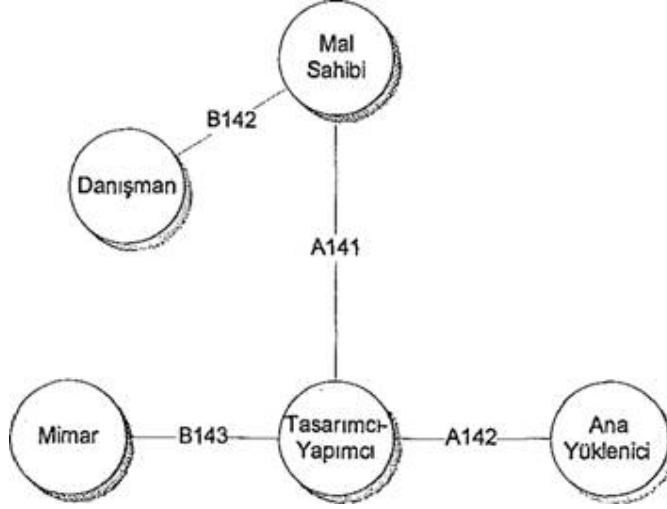 Mal
Sahibi
B142
Danışman
A141
Mimar
B143
Tasarımcı-
Yapımcı
A142
Ana
Yüklenici